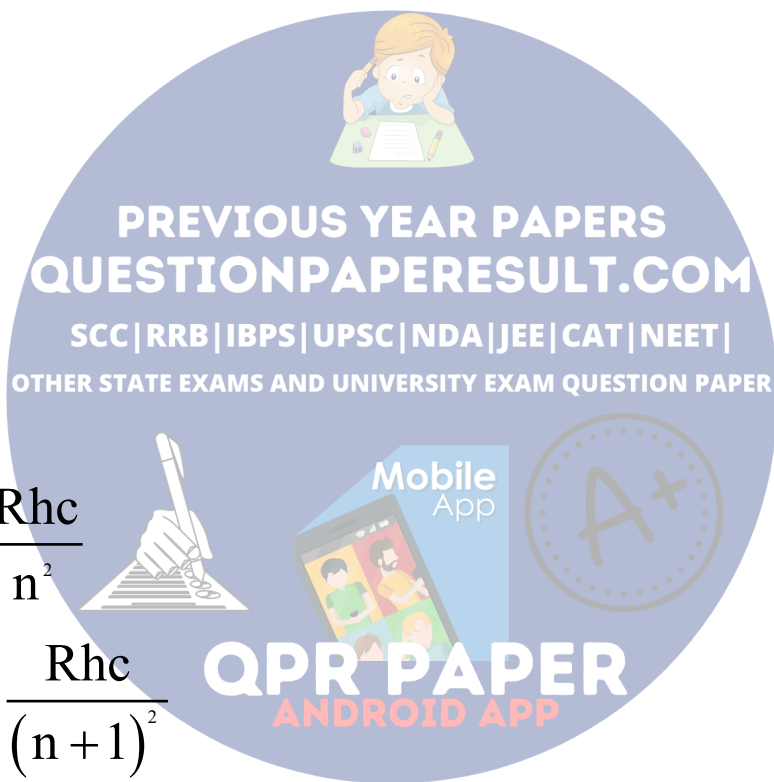 PREVIOUS YEAR PAPERS
QUESTIONPAPERESULT.COM
SCC|RRB|IBPS|UPSC|NDA|JEE|CAT|NEET|
OTHER STATE EXAMS AND UNIVERSITY EXAM QUESTION PAPER
Mobile
App
A+
Rhc
n²
Rhc
(n+1)²
QPR PAPER
ANDROID APP